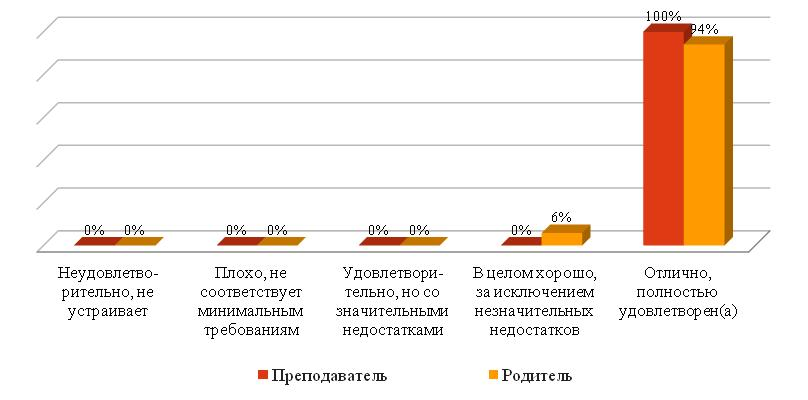 100%
94%
6%
0% 0% 0% 0% 0% 0% 0%
Неудовлетво-
рительно, не
устраивает
Плохо, не
соответствует
минимальным
требованиям
Удовлетвори-
тельно, но со
значительными
недостатками
В целом хорошо,
за исключением
незначительных
недостатков
Отлично,
полностью
удовлетворен(а)
Преподаватель
Родитель